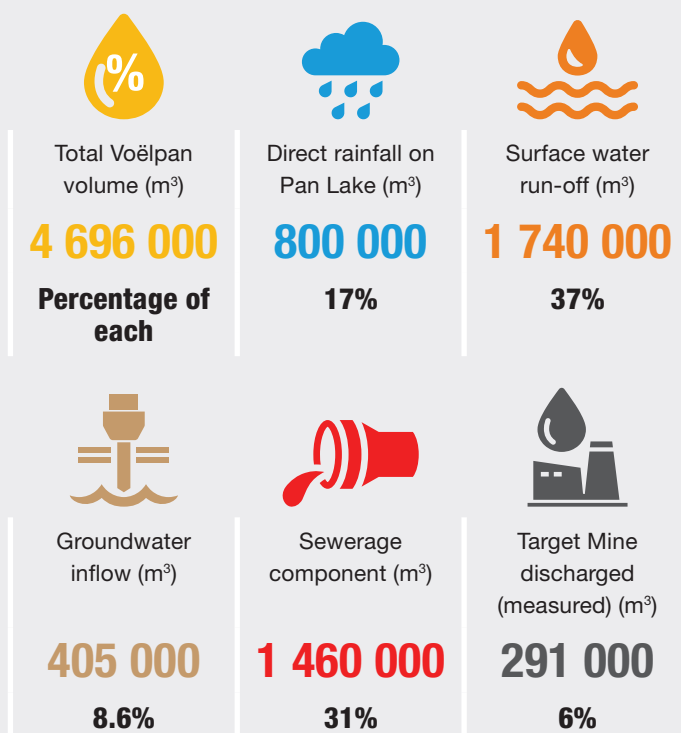 %
Total Voëlpan
volume (m³)
4 696 000
Percentage of
each
Direct rainfall on
Pan Lake (m³)
800 000
17%
Surface water
run-off (m³)
1 740 000
37%
Groundwater
inflow (m³)
405 000
8.6%
Sewerage
component (m³)
1 460 000
31%
Target Mine
discharged
(measured) (m³)
291 000
6%